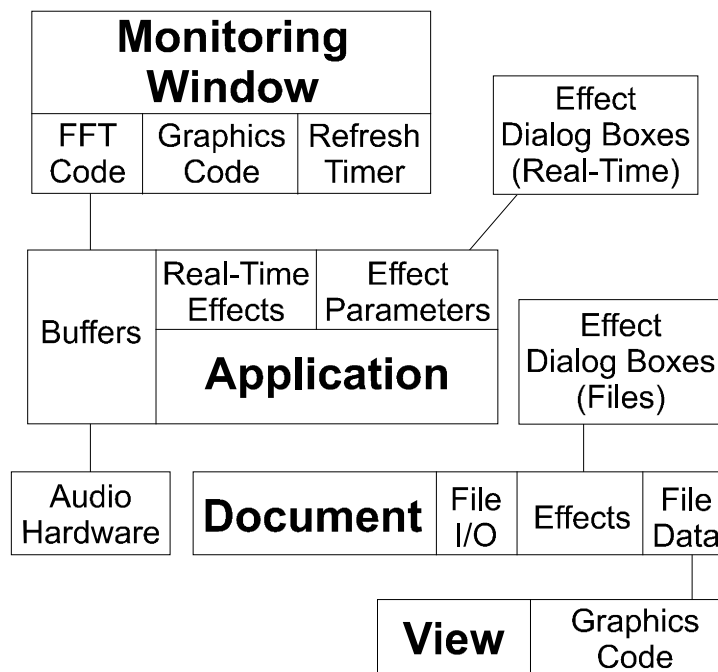 Monitoring
Window
FFT
Code
Graphics
Code
Refresh
Timer
Effect
Dialog Boxes
(Real-Time)
Buffers
Real-Time
Effects
Effect
Parameters
Application
Effect
Dialog Boxes
(Files)
Audio
Hardware
Document
File
I/O
Effects
File
Data
View
Graphics
Code